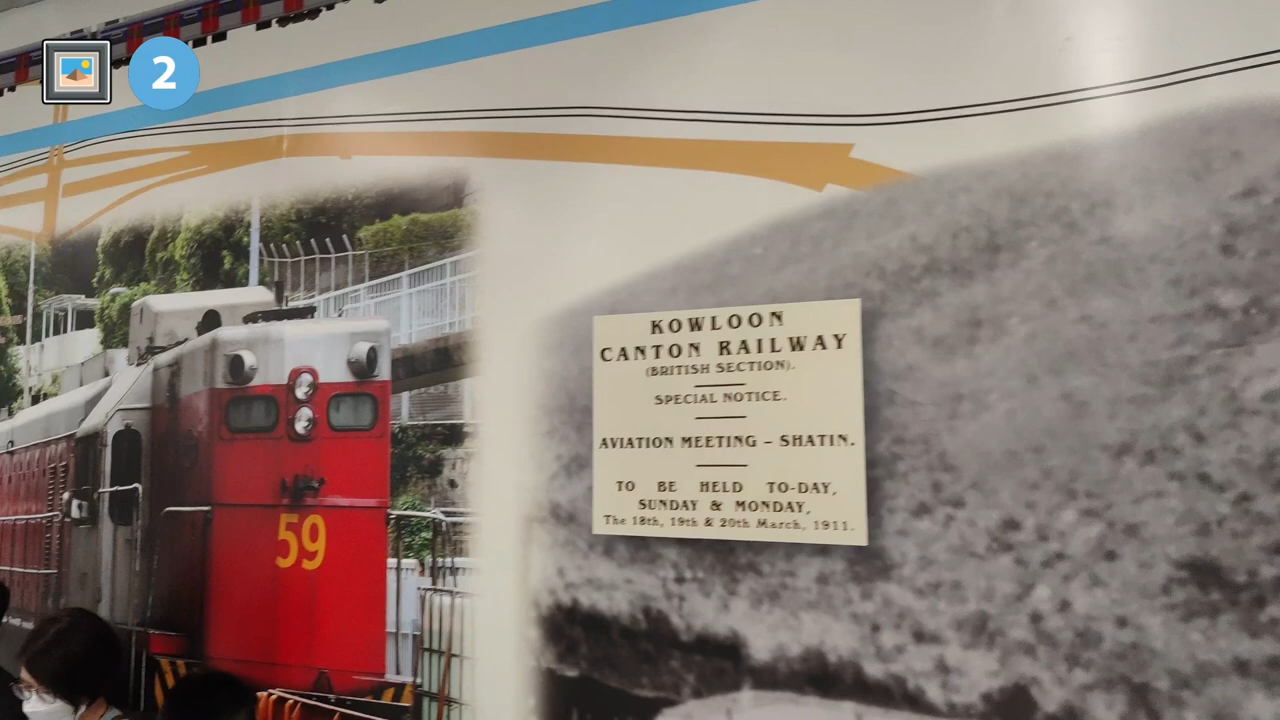 2
KOWLOON
CANTON RAILWAY
(BRITISH SECTION).
SPECIAL NOTICE.
AVIATION MEETING – SHATIN.
TO BE HELD TO-DAY,
SUNDAY & MONDAY,
The 18th, 19th & 20th March, 1911.
59